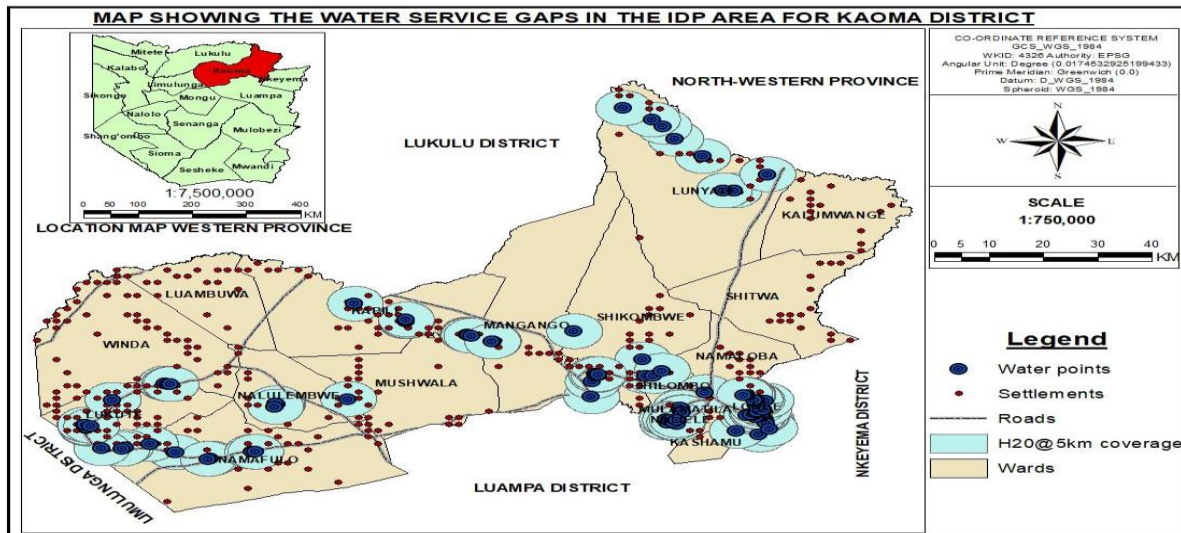 MAP SHOWING THE WATER SERVICE GAPS IN THE IDP AREA FOR KAOMA DISTRICT
Mitete
Lukulu
Kalabo
Kaoma
Nkeyema
Limulunga
Sikongo
Mongu
Luampa
Nalolo
Senanga
Mulobezi
Shang'ombo
Sioma
Sesheke
Mwandi
1:7,500,000
0 100 200 300 400
KM
LOCATION MAP WESTERN PROVINCE
NORTH-WESTERN PROVINCE
LUKULU DISTRICT
KALUMWANGE
LUAMBUWA
SHITWA
SHIKOMBWE
MANGANGO
WINDA
NAMALOBA
MUSHWALA
SHILOMBO
NALULEMBWE
KASHAMU
NAMAFULO
LUAMPA DISTRICT
LIMULUNGA DISTRICT
NKEYEMA DISTRICT
CO-ORDINATE REFERENCE SYSTEM
GCS_WGS_1984
WKID: 4326 Authority: EPSG
Angular Unit: Degree (0.0174532925199433)
Prime Meridian: Greenwich (0.0)
Datum: D_WGS_1984
Spheroid: WGS_1984
N
W E
S
SCALE
1:750,000
0 5 10 20 30 40
KM
Legend
Water points
Settlements
Roads
H20@5km coverage
Wards